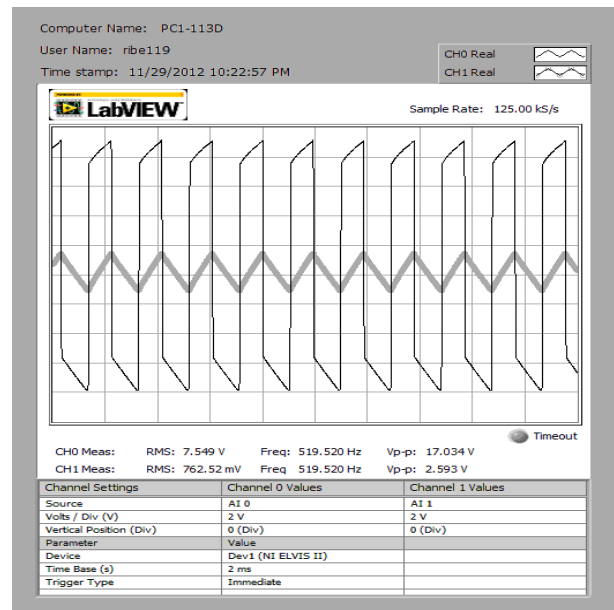 Computer Name: PC1-113D
User Name: ribe119
Time stamp: 11/29/2012 10:22:57 PM
CH0 Real
CH1 Real
LabVIEW
Sample Rate: 125.00 kS/s
Timeout
CH0 Meas: RMS: 7.549 V Freq: 519.520 Hz Vp-p: 17.034 V
CH1 Meas: RMS: 762.52 mV Freq 519.520 Hz Vp-p: 2.593 V
Channel Settings Channel 0 Values Channel 1 Values
Source AI 0 AI 1
Volts / Div (V) 2 V 2 V
Vertical Position (Div) 0 (Div) 0 (Div)
Parameter Value
Device Dev1 (NI ELVIS II)
Time Base (s) 2 ms
Trigger Type Immediate